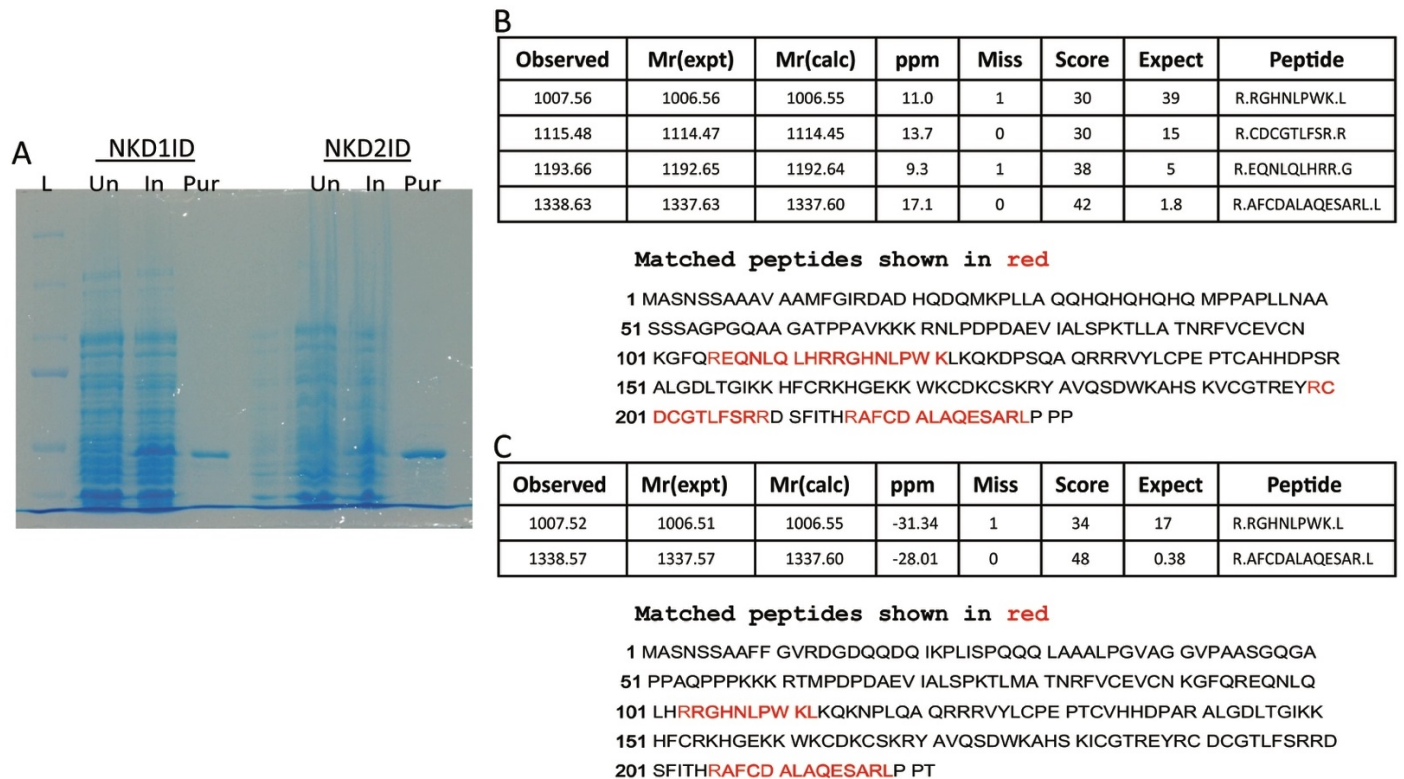 A
NKD1ID NKD2ID
L Un In Pur Un In Pur
B
Observed Mr(expt) Mr(calc) ppm Miss Score Expect Peptide
1007.56 1006.56 1006.55 11.0 1 30 39 R.RGHNLPWK.L
1115.48 1114.47 1114.45 13.7 0 30 15 R.CDCGTLFSR.R
1193.66 1192.65 1192.64 9.3 1 38 5 R.EQNLQLHRR.G
1338.63 1337.63 1337.60 17.1 0 42 1.8 R.AFCDALAQESARL.L
Matched peptides shown in red
1 MASNSSAAAV AAMFGIRDAD HQDQMKPLLA QQHQHQHQHQ MPPAPLLNAA
51 SSSAGPGQAA GATPPAVKKK RNLPDPDAEV IALSPKTLLA TNRFVCEVCN
101 KGFQREQNLQ LHRRGHNLPW KLKQKDPSQA QRRRVYLCPE PTCAHHDPSR
151 ALGDLTGIKK HFCRKHGEKK WKCDKCSKRY AVQSDWKAHS KVCGTREYRC
201 DCGTLFSRRD SFITHRAFCD ALAQESARLP PP
C
Observed Mr(expt) Mr(calc) ppm Miss Score Expect Peptide
1007.52 1006.51 1006.55 -31.34 1 34 17 R.RGHNLPWK.L
1338.57 1337.57 1337.60 -28.01 0 48 0.38 R.AFCDALAQESAR.L
Matched peptides shown in red
1 MASNSSAAFF GVRDGDQQDQ IKPLISPQQQ LAAALPGVAG GVPAASGQGA
51 PPAQPPPKKK RTMPDPDAEV IALSPKTLMA TNRFVCEVCN KGFQREQNLQ
101 LHRRGHNLPW KLKQKNPLQA QRRRVYLCPE PTCVHHDPAR ALGDLTGIKK
151 HFCRKHGEKK WKCDKCSKRY AVQSDWKAHS KICGTREYRC DCGTLFSRRD
201 SFITHRAFCD ALAQESARLP PT